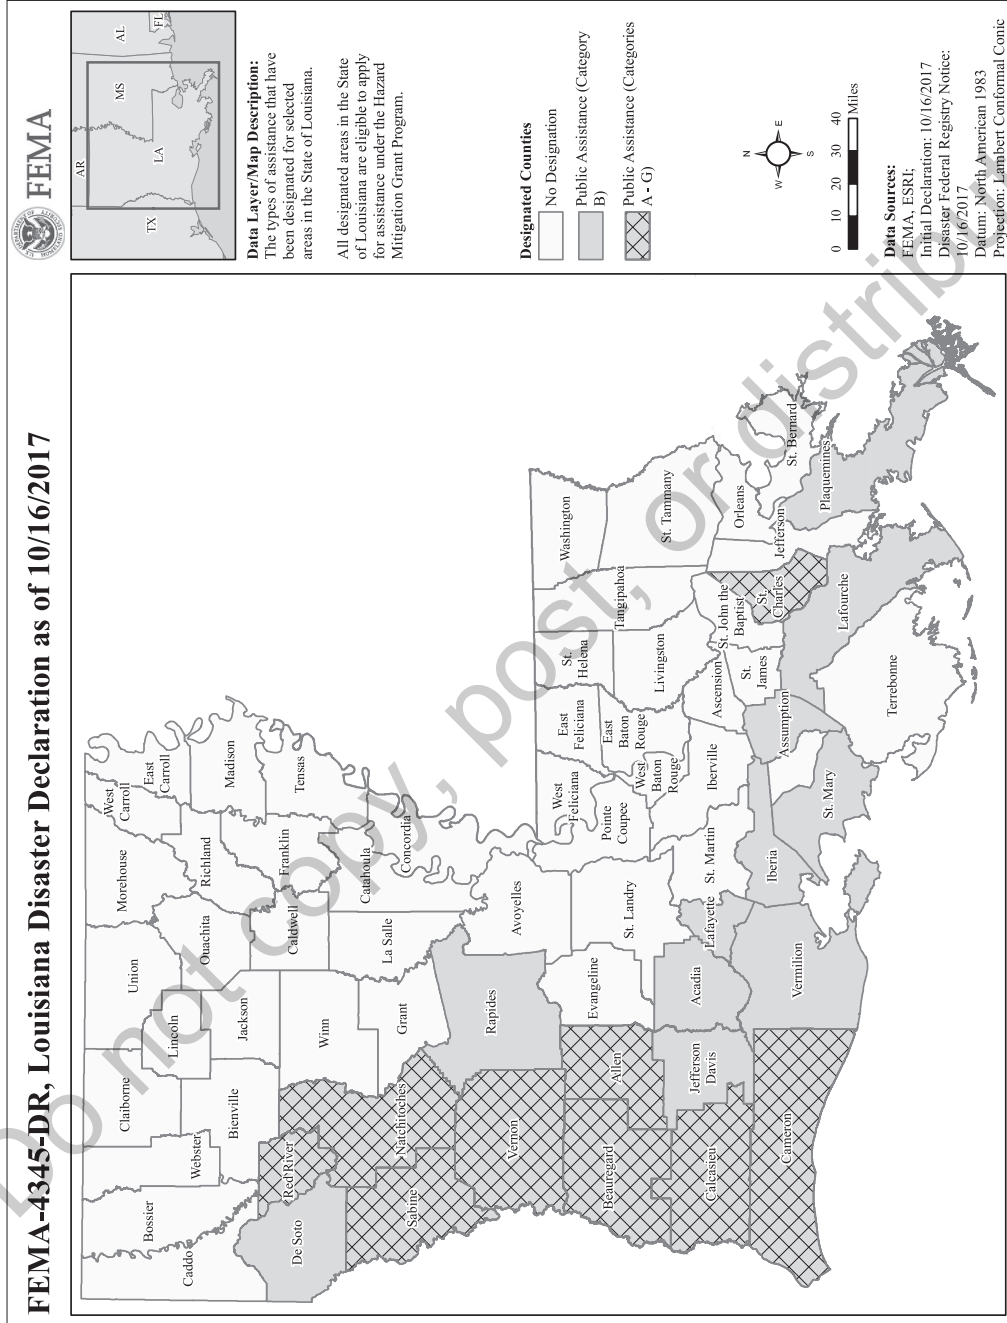 FEMA-4345-DR, Louisiana Disaster Declaration as of 10/16/2017
FEMA
AR
MS
AL
FL
TX
LA
Data Layer/Map Description:
The types of assistance that have
been designated for selected
areas in the State of Louisiana.
All designated areas in the State
of Louisiana are eligible to apply
for assistance under the Hazard
Mitigation Grant Program.
Designated Counties
No Designation
Public Assistance (Category
B)
Public Assistance (Categories
A - G)
N
W
E
S
0
10
20
30
40
Miles
Data Sources:
FEMA, ESRI;
Initial Declaration: 10/16/2017
Disaster Federal Registry Notice:
10/16/2017
Datum: North American 1983
Projection: Lambert Conformal Conic
Caddo
Bossier
Webster
Claiborne
Lincoln
Union
Morehouse
West
Carroll
East
Carroll
Bienville
Jackson
Ouachita
Richland
Madison
De Soto
Red River
Winn
Caldwell
Franklin
Tensas
Sabine
Natchitoches
Grant
La Salle
Catahoula
Concordia
Vernon
Rapides
Avoyelles
West
Feliciana
East
Feliciana
St.
Helena
Washington
Tangipahoa
Beauregard
Allen
Evangeline
St. Landry
Pointe
Coupee
East
Baton
Rouge
West
Baton
Rouge
Livingston
St. Tammany
Calcasieu
Jefferson
Davis
Acadia
Lafayette
St. Martin
Iberville
Ascension
St.
James
St. John the
Baptist
St.
Charles
Orleans
Jefferson
St. Bernard
Cameron
Vermilion
Iberia
St. Mary
Assumption
Terrebonne
Lafourche
Plaquemines
Do not copy, post, or distribut